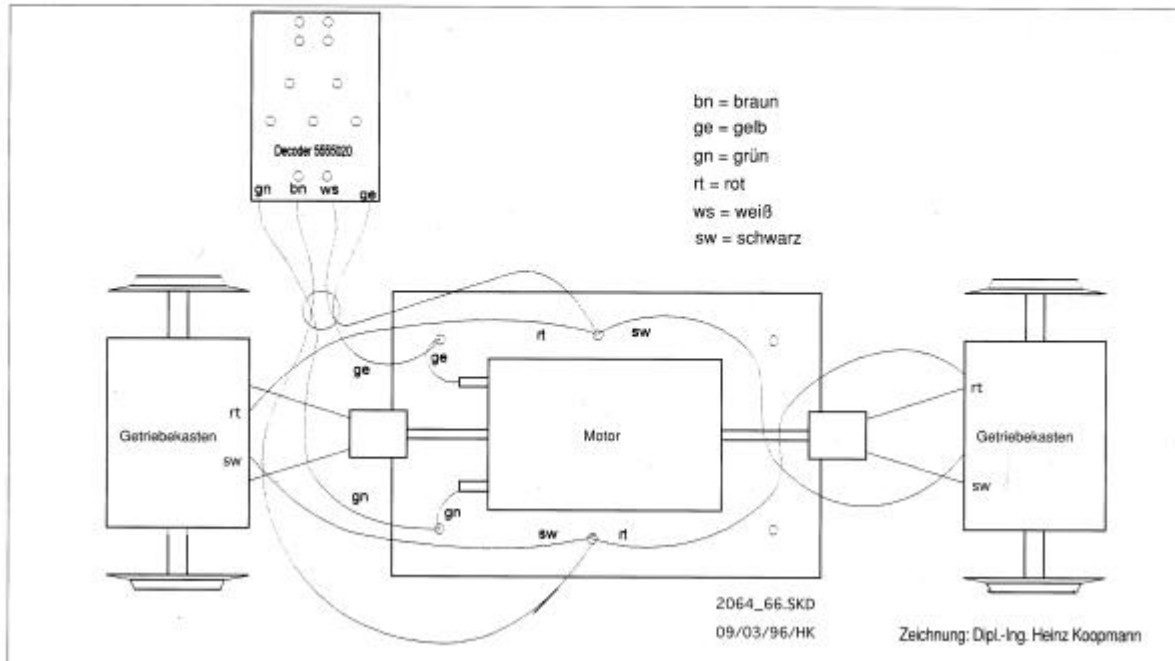 Decoder 5555020
gn bn ws ge
bn = braun
ge = gelb
gn = grün
rt = rot
ws = weiß
sw = schwarz
rt sw
ge ge
rt
rt
Getriebekasten
Motor
Getriebekasten
sw
sw
gn
gn
sw rt
2064_66.SKD
09/03/96/HK
Zeichnung: Dipl.-Ing. Heinz Koopmann